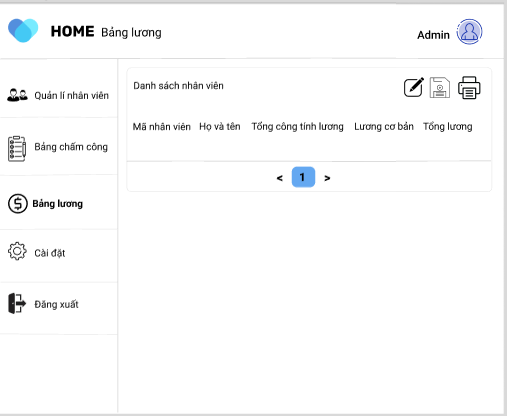 HOME Bảng lương
Admin
Quản lí nhân viên
Bảng chấm công
Bảng lương
Cài đặt
Đăng xuất
Danh sách nhân viên
Mã nhân viên Họ và tên Tổng công tính lương Lương cơ bản Tổng lương
< 1 >